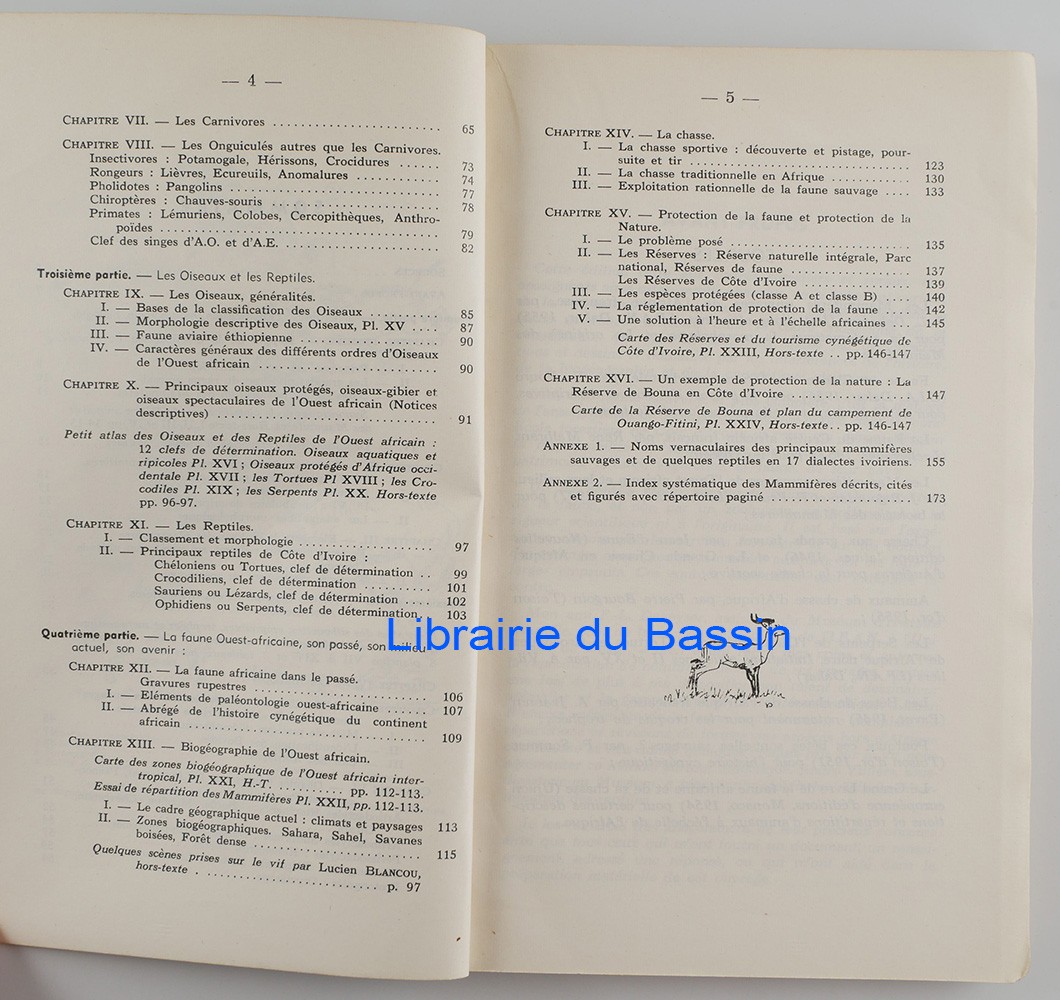 — 4 —
CHAPITRE VII. — Les Carnivores ........................ 65
CHAPITRE VIII. — Les Onguiculés autres que les Carnivores.
Insectivores : Potamogale, Hérissons, Crocidures ...... 73
Rongeurs : Lièvres, Ecureuils, Anomalures ............ 74
Pholidotes : Pangolins .............................. 77
Chiroptères : Chauves-souris ........................ 78
Primates : Lémuriens, Colobes, Cercopithèques, Anthro-
poïdes ........................................ 79
Clef des singes d'A.O. et d'A.E. ...................... 82
Troisième partie. — Les Oiseaux et les Reptiles.
CHAPITRE IX. — Les Oiseaux, généralités.
I. — Bases de la classification des Oiseaux .......... 85
II. — Morphologie descriptive des Oiseaux, Pl. XV .... 87
III. — Faune aviaire éthiopienne .................... 90
IV. — Caractères généraux des différents ordres d'Oiseaux
de l'Ouest africain .......................... 90
CHAPITRE X. — Principaux oiseaux protégés, oiseaux-gibier et
oiseaux spectaculaires de l'Ouest africain (Notices
descriptives) ................................ 91
Petit atlas des Oiseaux et des Reptiles de l'Ouest africain :
12 clefs de détermination. Oiseaux aquatiques et
ripicoles Pl. XVI ; Oiseaux protégés d'Afrique occi-
dentale Pl. XVII ; les Tortues Pl XVIII ; les Cro-
codiles Pl. XIX ; les Serpents Pl. XX. Hors-texte
pp. 96-97.
CHAPITRE XI. — Les Reptiles.
I. — Classement et morphologie .................... 97
II. — Principaux reptiles de Côte d'Ivoire :
Chéloniens ou Tortues, clef de détermination .. 99
Crocodiliens, clef de détermination .......... 101
Sauriens ou Lézards, clef de détermination .... 102
Ophidiens ou Serpents, clef de détermination. . 103
Quatrième partie. — La faune Ouest-africaine, son passé, son milieu
actuel, son avenir :
CHAPITRE XII. — La faune africaine dans le passé.
Gravures rupestres .......................... 106
I. — Eléments de paléontologie ouest-africaine ...... 107
II. — Abrégé de l'histoire cynégétique du continent
africain .................................... 109
CHAPITRE XIII. — Biogéographie de l'Ouest africain.
Carte des zones biogéographique de l'Ouest africain inter-
tropical, Pl. XXI, H.-T. .......... pp. 112-113.
Essai de répartition des Mammifères Pl. XXII, pp. 112-113.
I. — Le cadre géographique actuel : climats et paysages 113
II. — Zones biogéographiques. Sahara, Sahel, Savanes
boisées, Forêt dense ........................ 115
Quelques scènes prises sur le vif par Lucien BLANCOU,
hors-texte . .......................... p. 97
— 5 —
CHAPITRE XIV. — La chasse.
I. — La chasse sportive : découverte et pistage, pour-
suite et tir ................................ 123
II. — La chasse traditionnelle en Afrique ............ 130
III. — Exploitation rationnelle de la faune sauvage .... 133
CHAPITRE XV. — Protection de la faune et protection de la
Nature.
I. — Le problème posé .......................... 135
II. — Les Réserves : Réserve naturelle intégrale, Parc
national, Réserves de faune .................. 137
Les Réserves de Côte d'Ivoire ................ 139
III. — Les espèces protégées (classe A et classe B) .... 140
IV. — La réglementation de protection de la faune .... 142
V. — Une solution à l'heure et à l'échelle africaines ... 145
Carte des Réserves et du tourisme cynégétique de
Côte d'Ivoire, Pl. XXIII, Hors-texte .. pp. 146-147
CHAPITRE XVI. — Un exemple de protection de la nature : La
Réserve de Bouna en Côte d'Ivoire .................. 147
Carte de la Réserve de Bouna et plan du campement de
Ouango-Fitini, Pl. XXIV, Hors-texte.. pp. 146-147
ANNEXE 1. — Noms vernaculaires des principaux mammifères
sauvages et de quelques reptiles en 17 dialectes ivoiriens. 155
ANNEXE 2. — Index systématique des Mammifères décrits, cités
et figurés avec répertoire paginé .................... 173
Librairie du Bassin